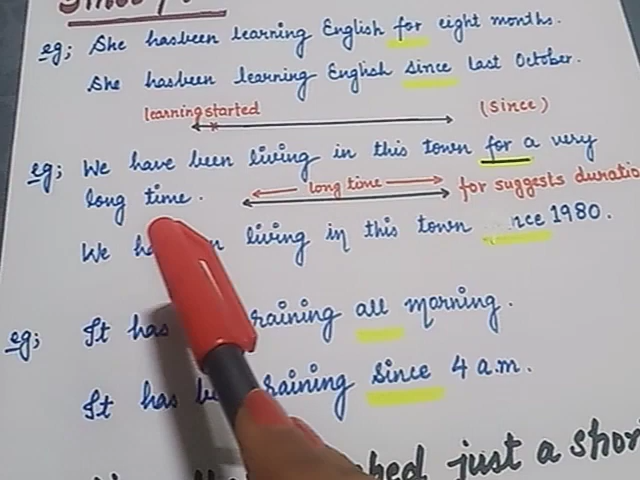 eg; She hasbeen learning English for eight months.
She hasbeen learning English since last October.
learning started (since)
eg; We have been living in this town for a very
long time. long time for suggests duratio
We living in this town 1980.
eg; It has raining all morning.
It has raining since 4 a.m.
just a shor